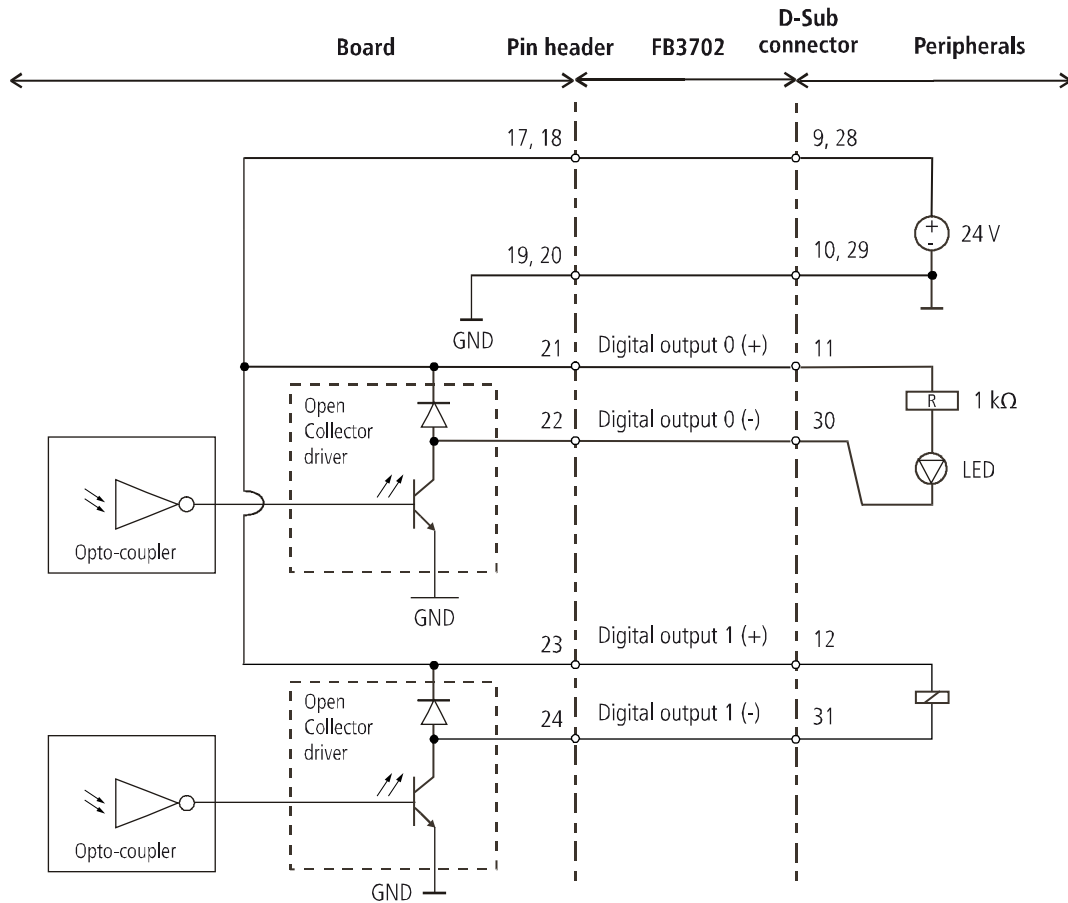 Board
Pin header
FB3702
D-Sub
connector
Peripherals
17, 18
9, 28
+
-
24 V
19, 20
10, 29
GND
21
Digital output 0 (+)
11
Open
Collector
driver
R
1 kΩ
22
Digital output 0 (-)
30
LED
Opto-coupler
GND
23
Digital output 1 (+)
12
Open
Collector
driver
24
Digital output 1 (-)
31
Opto-coupler
GND